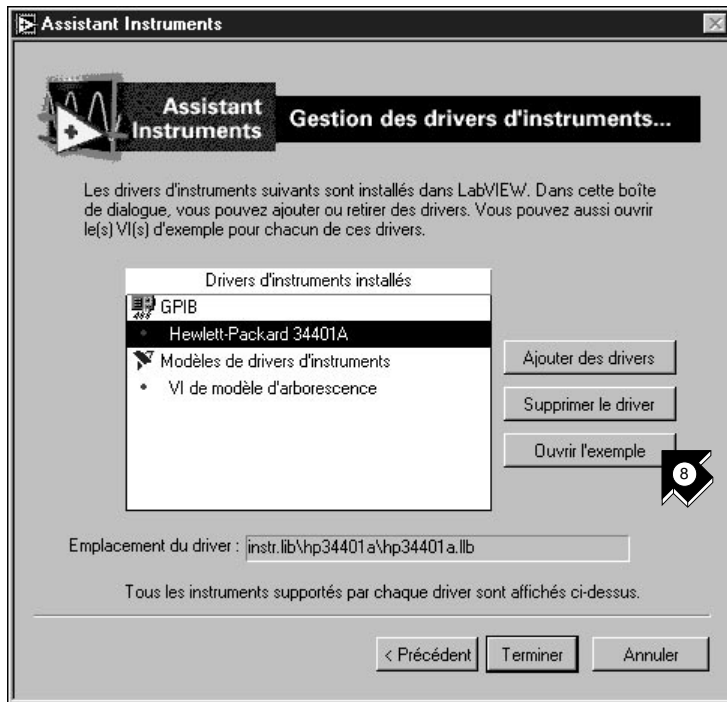 Assistant Instruments
Assistant
Instruments
Gestion des drivers d'instruments...
Les drivers d'instruments suivants sont installés dans LabVIEW. Dans cette boîte
de dialogue, vous pouvez ajouter ou retirer des drivers. Vous pouvez aussi ouvrir
le(s) VI(s) d'exemple pour chacun de ces drivers.
Drivers d'instruments installés
GPIB
Hewlett-Packard 34401A
Modèles de drivers d'instruments
VI de modèle d'arborescence
Ajouter des drivers
Supprimer le driver
Ouvrir l'exemple
8
Emplacement du driver : instr.lib\hp34401a\hp34401a.llb
Tous les instruments supportés par chaque driver sont affichés ci-dessus.
< Précédent
Terminer
Annuler